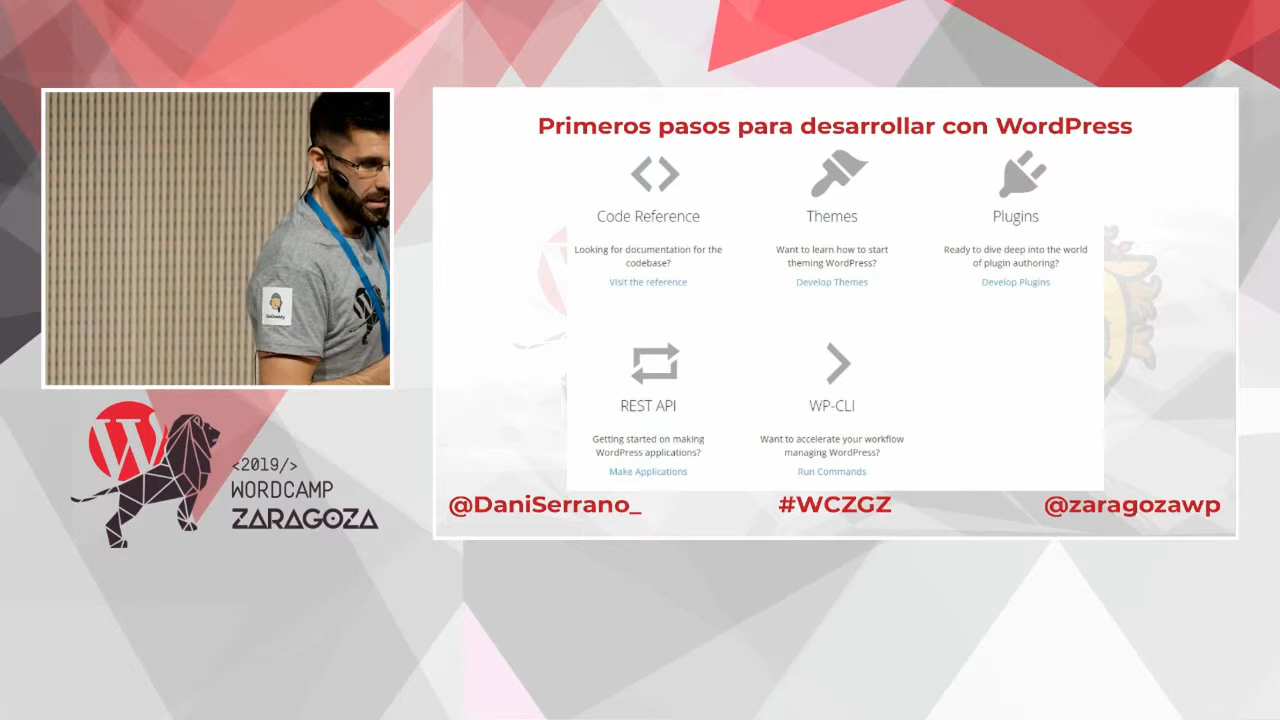 Primeros pasos para desarrollar con WordPress
Code Reference
Looking for documentation for the
codebase?
Visit the reference
Themes
Want to learn how to start
theming WordPress?
Develop Themes
Plugins
Ready to dive deep into the world
of plugin authoring?
Develop Plugins
REST API
Getting started on making
WordPress applications?
Make Applications
WP-CLI
Want to accelerate your workflow
managing WordPress?
Run Commands
@DaniSerrano_
#WCZGZ
@zaragozawp
GoDaddy
W
<2019/>
WORDCAMP
ZARAGOZA